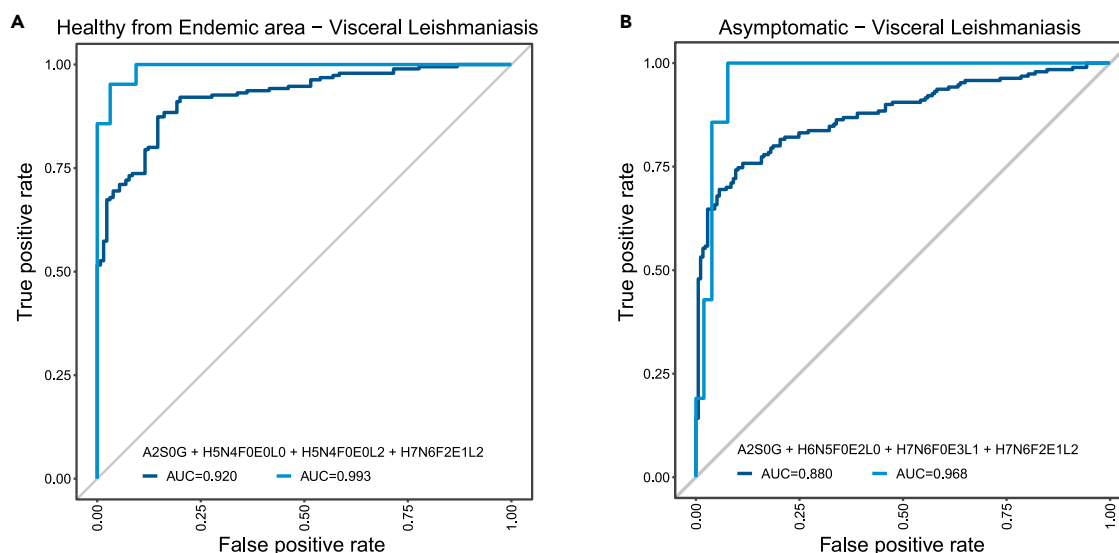 A
Healthy from Endemic area – Visceral Leishmaniasis
True positive rate
1.00
0.75
0.50
0.25
0.00
A2S0G + H5N4F0E0L0 + H5N4F0E0L2 + H7N6F2E1L2
AUC=0.920 AUC=0.993
0.00 0.25 0.50 0.75 1.00
False positive rate
B
Asymptomatic – Visceral Leishmaniasis
True positive rate
1.00
0.75
0.50
0.25
0.00
A2S0G + H6N5F0E2L0 + H7N6F0E3L1 + H7N6F2E1L2
AUC=0.880 AUC=0.968
0.00 0.25 0.50 0.75 1.00
False positive rate